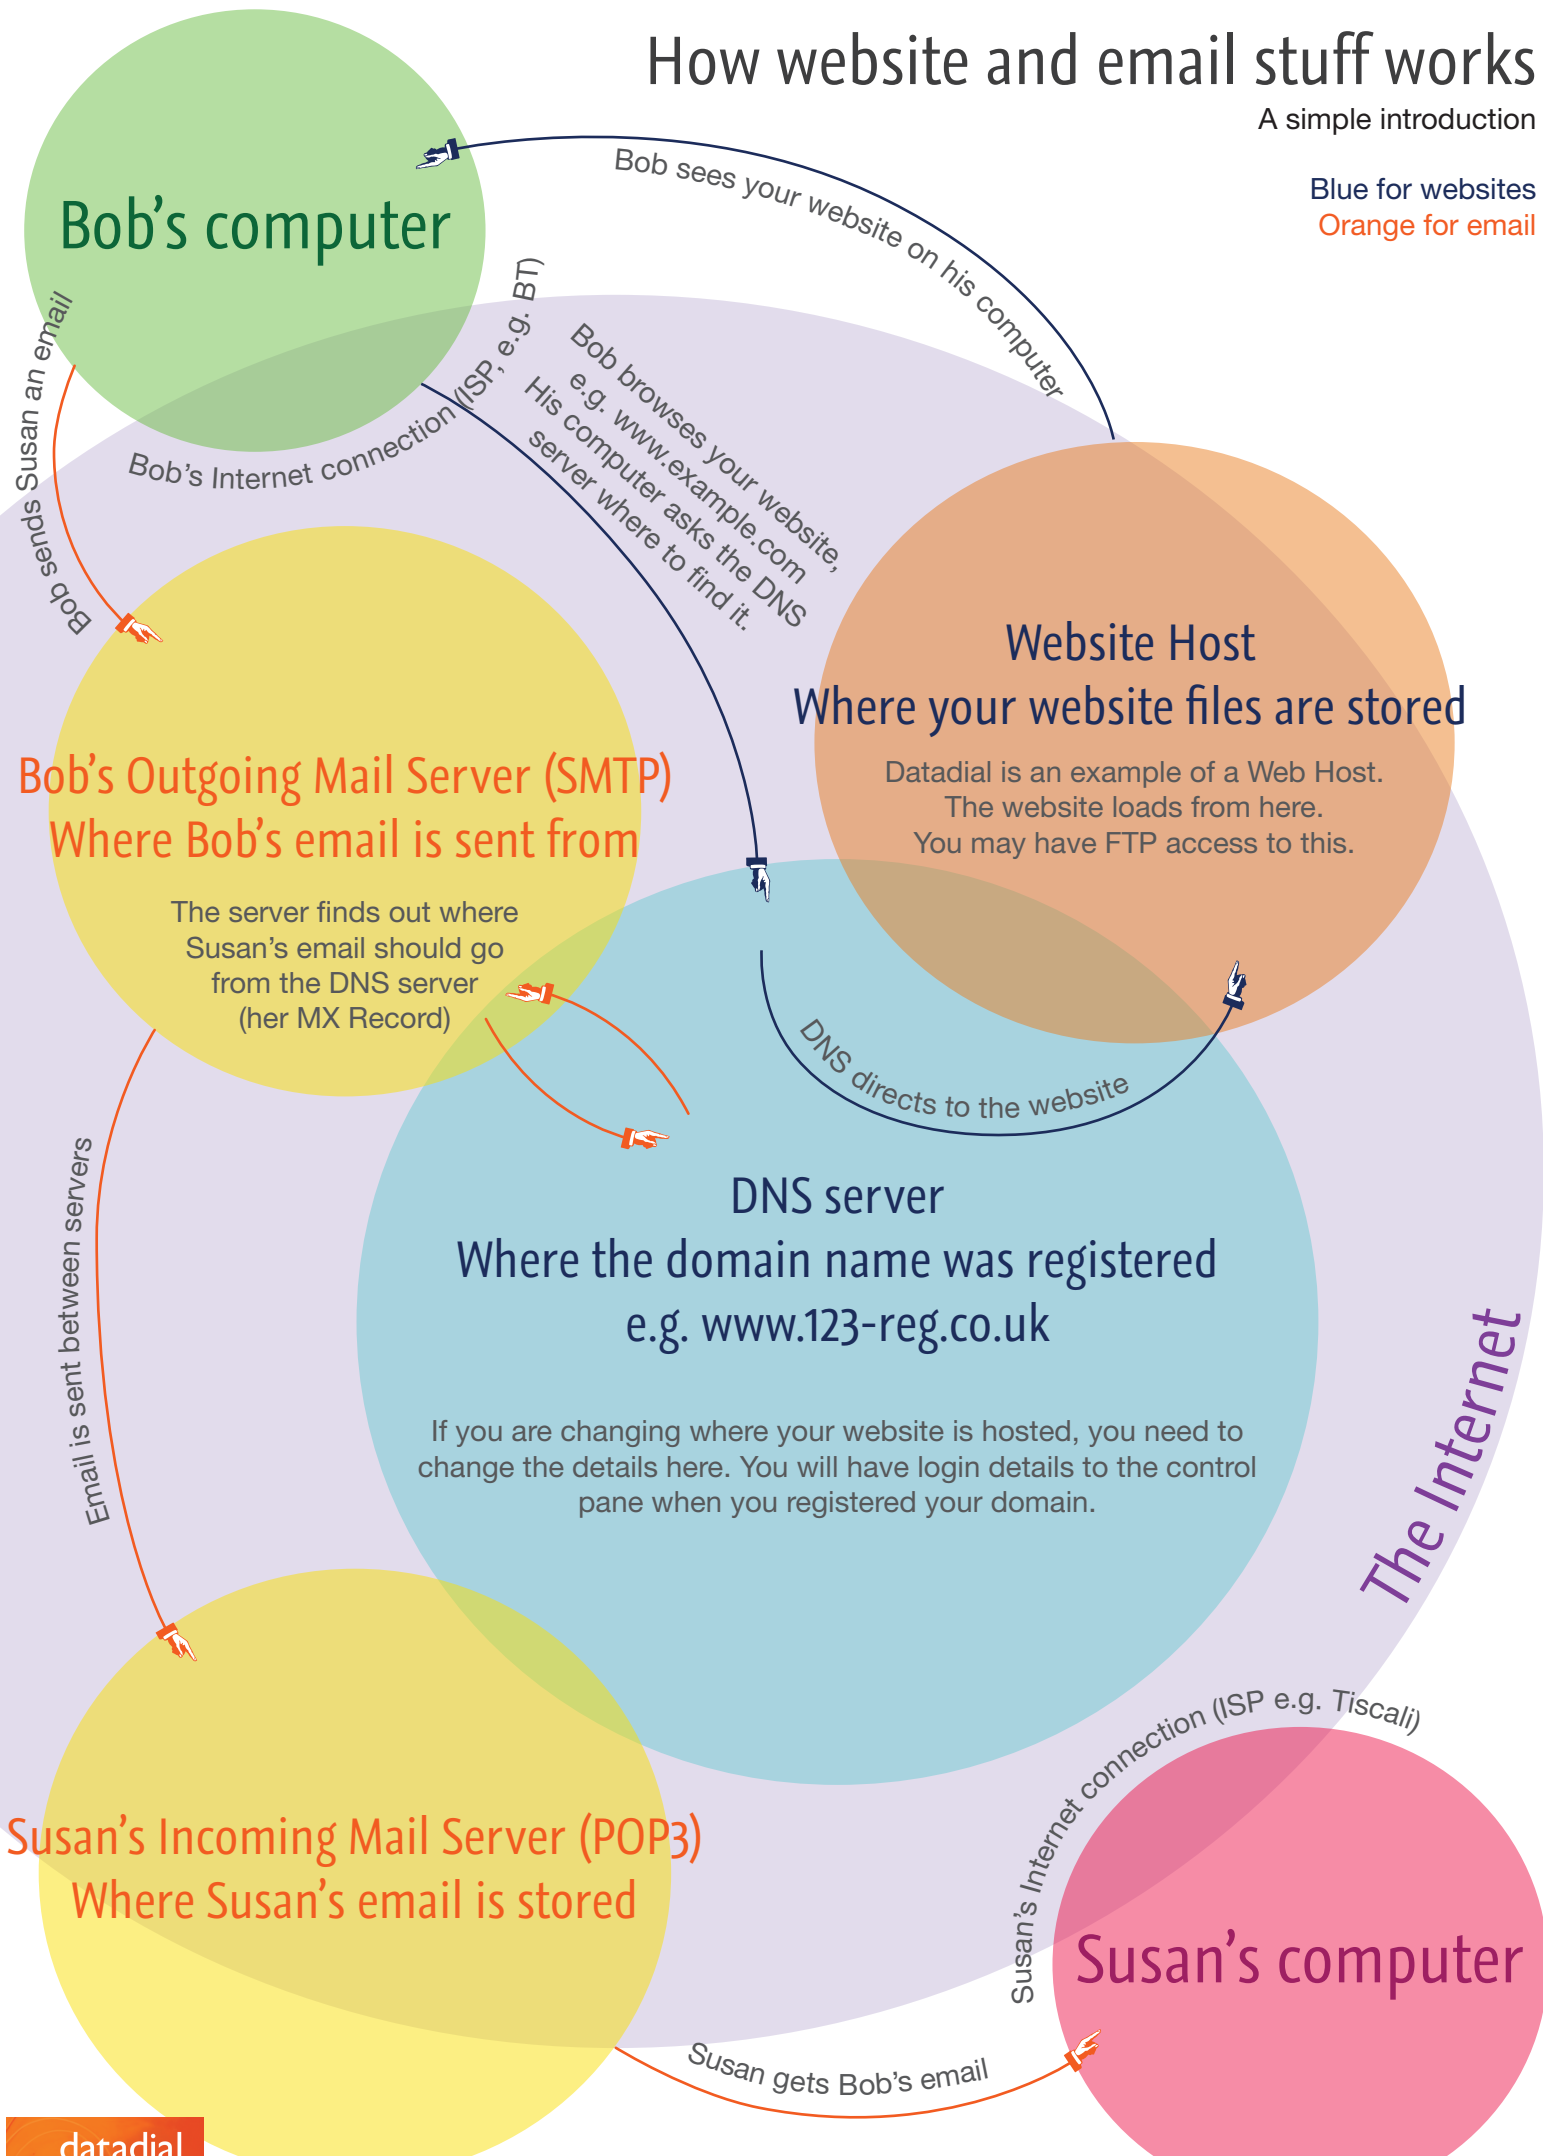 How website and email stuff works
A simple introduction
Blue for websites
Orange for email
Bob's computer
Bob sees your website on his computer
Bob sends Susan an email
Bob's Internet connection (ISP, e.g. BT)
Bob browses your website,
e.g. www.example.com
His computer asks the DNS
server where to find it.
Website Host
Where your website files are stored
Datadial is an example of a Web Host.
The website loads from here.
You may have FTP access to this.
Bob's Outgoing Mail Server (SMTP)
Where Bob's email is sent from
The server finds out where
Susan's email should go
from the DNS server
(her MX Record)
DNS directs to the website
DNS server
Where the domain name was registered
e.g. www.123-reg.co.uk
If you are changing where your website is hosted, you need to
change the details here. You will have login details to the control
pane when you registered your domain.
Email is sent between servers
The Internet
Susan's Incoming Mail Server (POP3)
Where Susan's email is stored
Susan's Internet connection (ISP e.g. Tiscali)
Susan's computer
Susan gets Bob's email
datadial